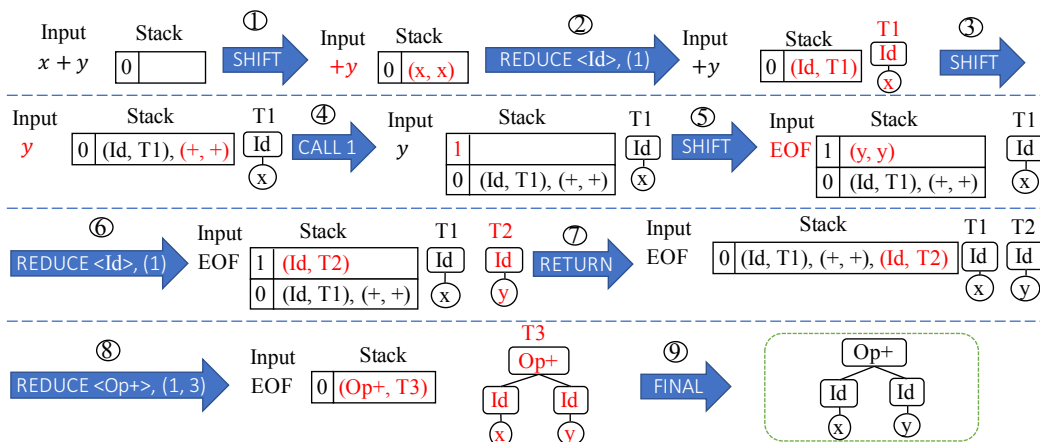 ① ② T1 ③
Input Stack Input Stack Input Stack Id
x + y 0 SHIFT +y 0 (x, x) REDUCE <Id>, (1) +y 0 (Id, T1) x SHIFT
Input Stack T1 ④ Input Stack T1 ⑤ Input Stack T1
y 0 (Id, T1), (+, +) Id CALL 1 y 1 Id SHIFT EOF 1 (y, y) Id
x 0 (Id, T1), (+, +) x 0 (Id, T1), (+, +) x
⑥ Input Stack T1 T2 ⑦ Input Stack T1 T2
REDUCE <Id>, (1) EOF 1 (Id, T2) Id Id RETURN EOF 0 (Id, T1), (+, +), (Id, T2) Id Id
0 (Id, T1), (+, +) x y x y
⑧ Input Stack T3 ⑨
REDUCE <Op+>, (1, 3) EOF 0 (Op+, T3) Op+ FINAL Op+
Id Id Id Id
x y x y